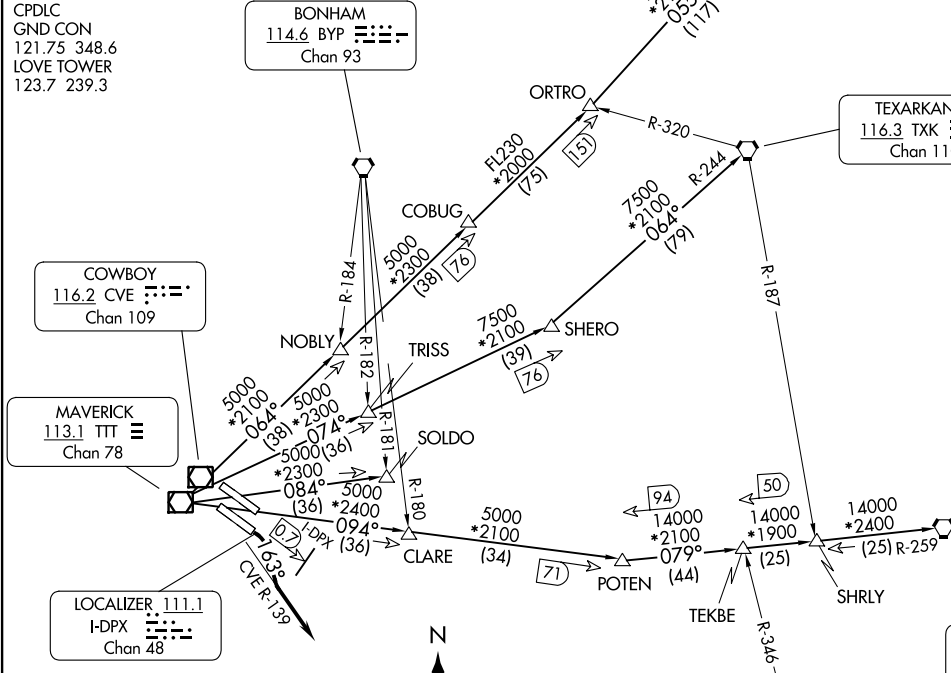 CPDLC
GND CON
121.75 348.6
LOVE TOWER
123.7 239.3
BONHAM
114.6 BYP
Chan 93
055°
(117)
ORTRO
R-320
TEXARKAN
116.3 TXK
Chan 11
FL230
*2000
(75)
151
R-244
7500
*2100
064°
(79)
COBUG
5000
*2300
(38)
76
R-184
R-187
COWBOY
116.2 CVE
Chan 109
NOBLY
R-182
TRISS
7500
*2100
(39)
76
SHERO
5000
*2100
064°
(38)
5000
*2300
074°
(36)
MAVERICK
113.1 TTT
Chan 78
R-181
SOLDO
5000
*2300
084°
(36)
R-180
5000
*2400
094°
(36)
CLARE
5000
*2100
(34)
71
94
14000
*2100
079°
(44)
POTEN
50
14000
*1900
(25)
TEKBE
14000
*2400
(25)
R-259
SHRLY
0.7
I-DPX
163°
CVE R-139
LOCALIZER 111.1
I-DPX
Chan 48
N
R-346